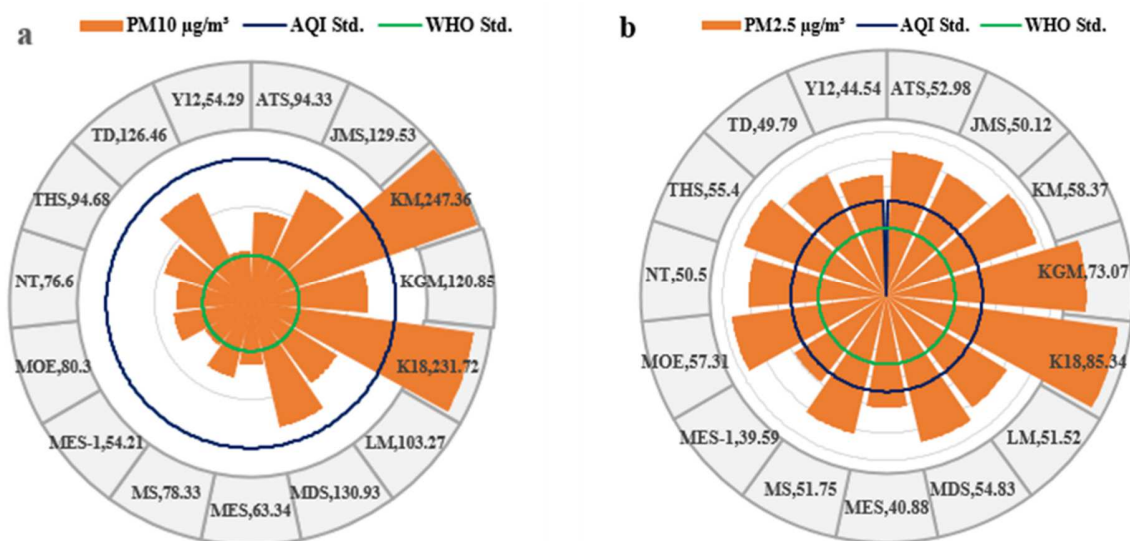 a
PM10 µg/m³ AQI Std. WHO Std.
Y12,54.29
ATS,94.33
JMS,129.53
KM,247.36
KGM,120.85
K18,231.72
LM,103.27
MDS,130.93
MES,63.34
MS,78.33
MES-1,54.21
MOE,80.3
NT,76.6
THS,94.68
TD,126.46
b
PM2.5 µg/m³ AQI Std. WHO Std.
Y12,44.54
ATS,52.98
JMS,50.12
KM,58.37
KGM,73.07
K18,85.34
LM,51.52
MDS,54.83
MES,40.88
MS,51.75
MES-1,39.59
MOE,57.31
NT,50.5
THS,55.4
TD,49.79